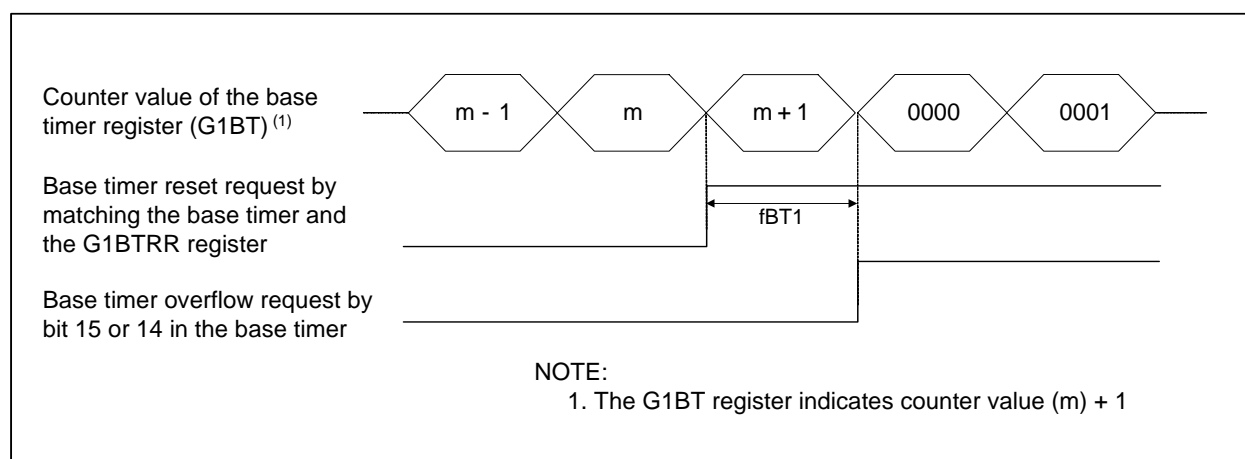 Counter value of the base
timer register (G1BT) (1)
m - 1
m
m + 1
0000
0001
Base timer reset request by
matching the base timer and
the G1BTRR register
fBT1
Base timer overflow request by
bit 15 or 14 in the base timer
NOTE:
1. The G1BT register indicates counter value (m) + 1